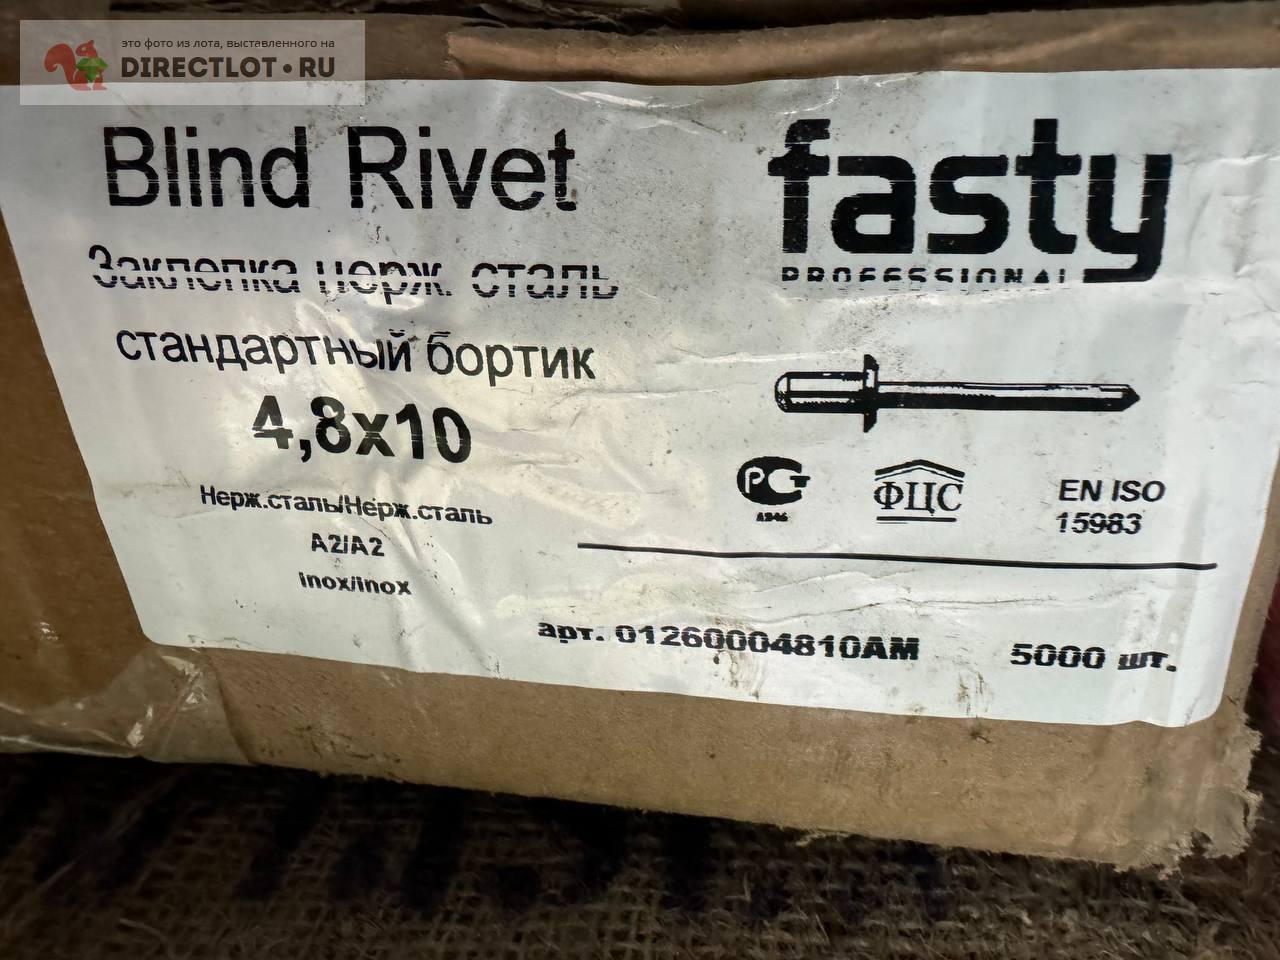 это фото из лота, выставленного на
DIRECTLOT.RU
Blind Rivet
fasty
PROFESSIONAL
Заклепка нерж. сталь
стандартный бортик
4,8x10
Нерж.сталь/Нерж.сталь
A2/A2
inox/inox
РСТ
ФЦС
EN ISO
15983
арт. 01260004810AM
5000 шт.